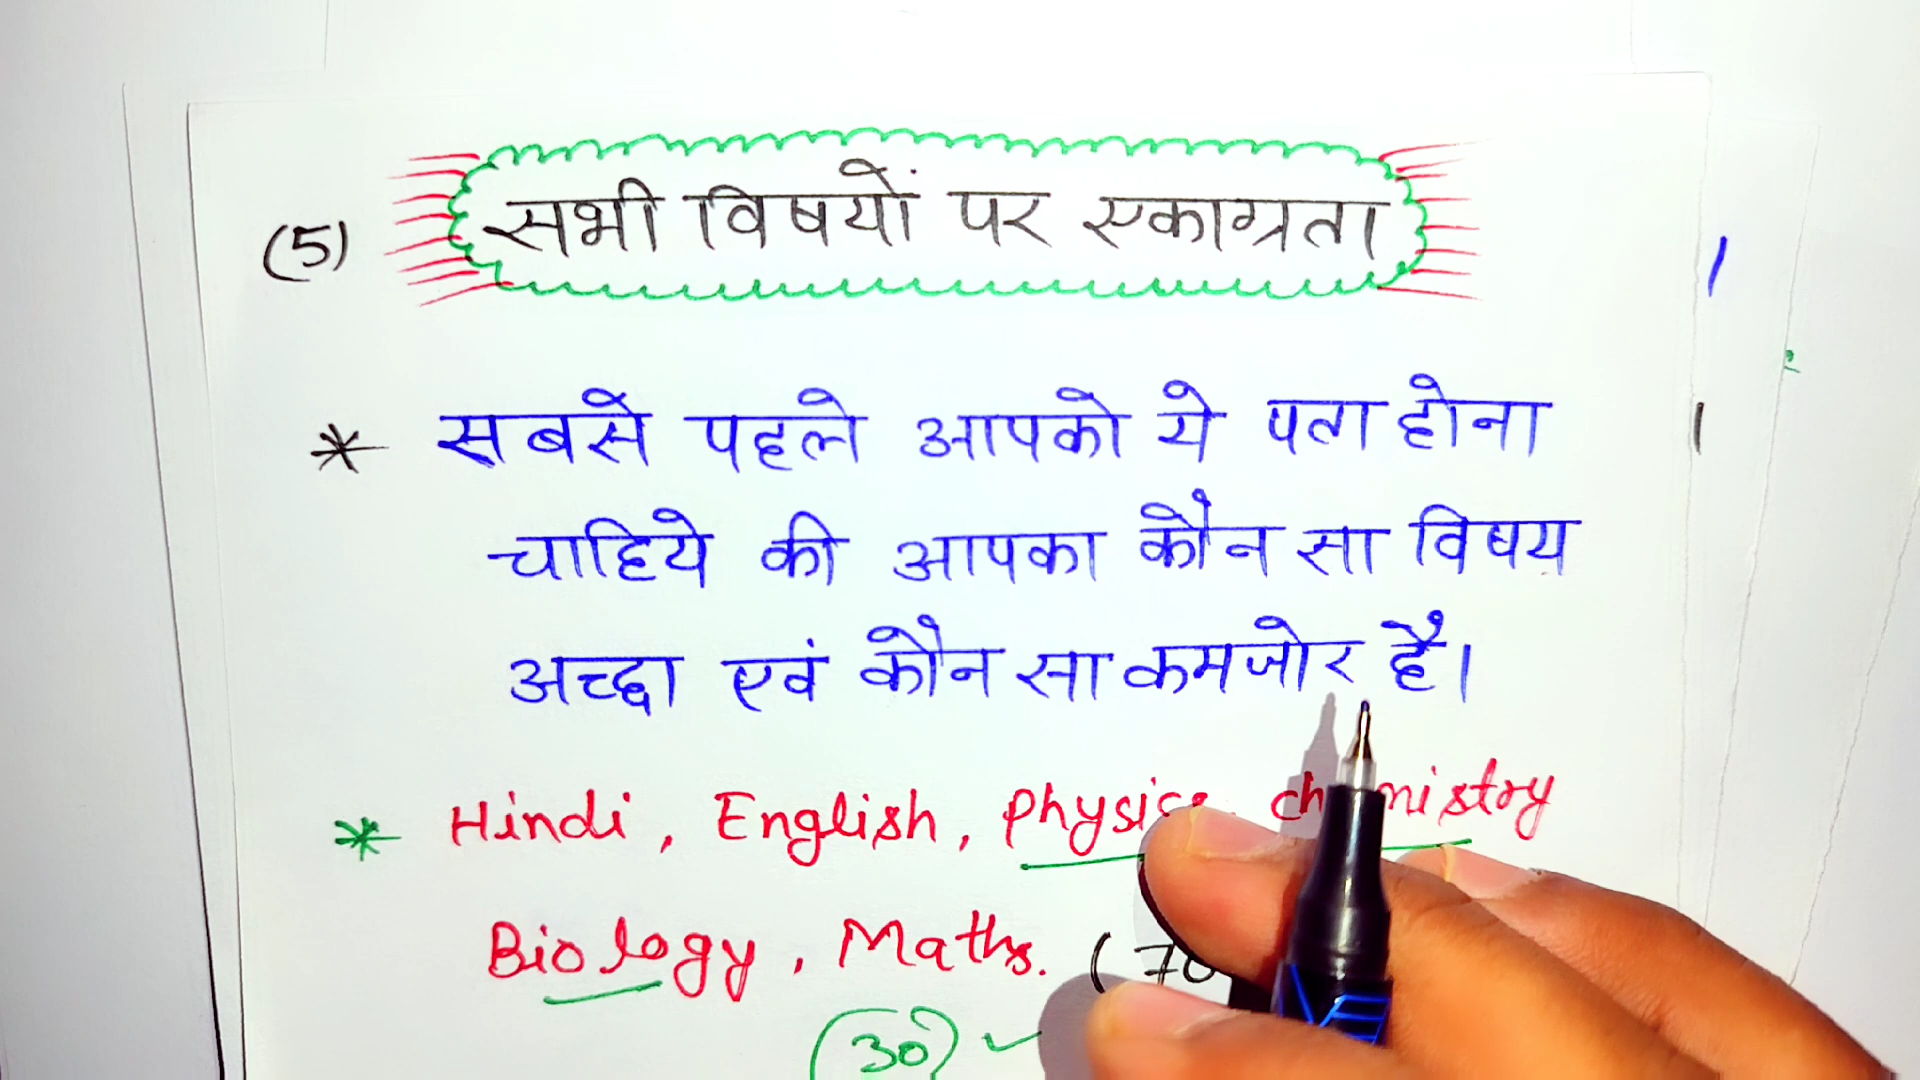 (5) सभी विषयों पर एकाग्रता
* सबसे पहले आपको ये पता होना
चाहिये की आपका कौन सा विषय
अच्छा एवं कौन सा कमजोर है।
* Hindi, English, Physics, chemistry
Biology, Maths. (70
30